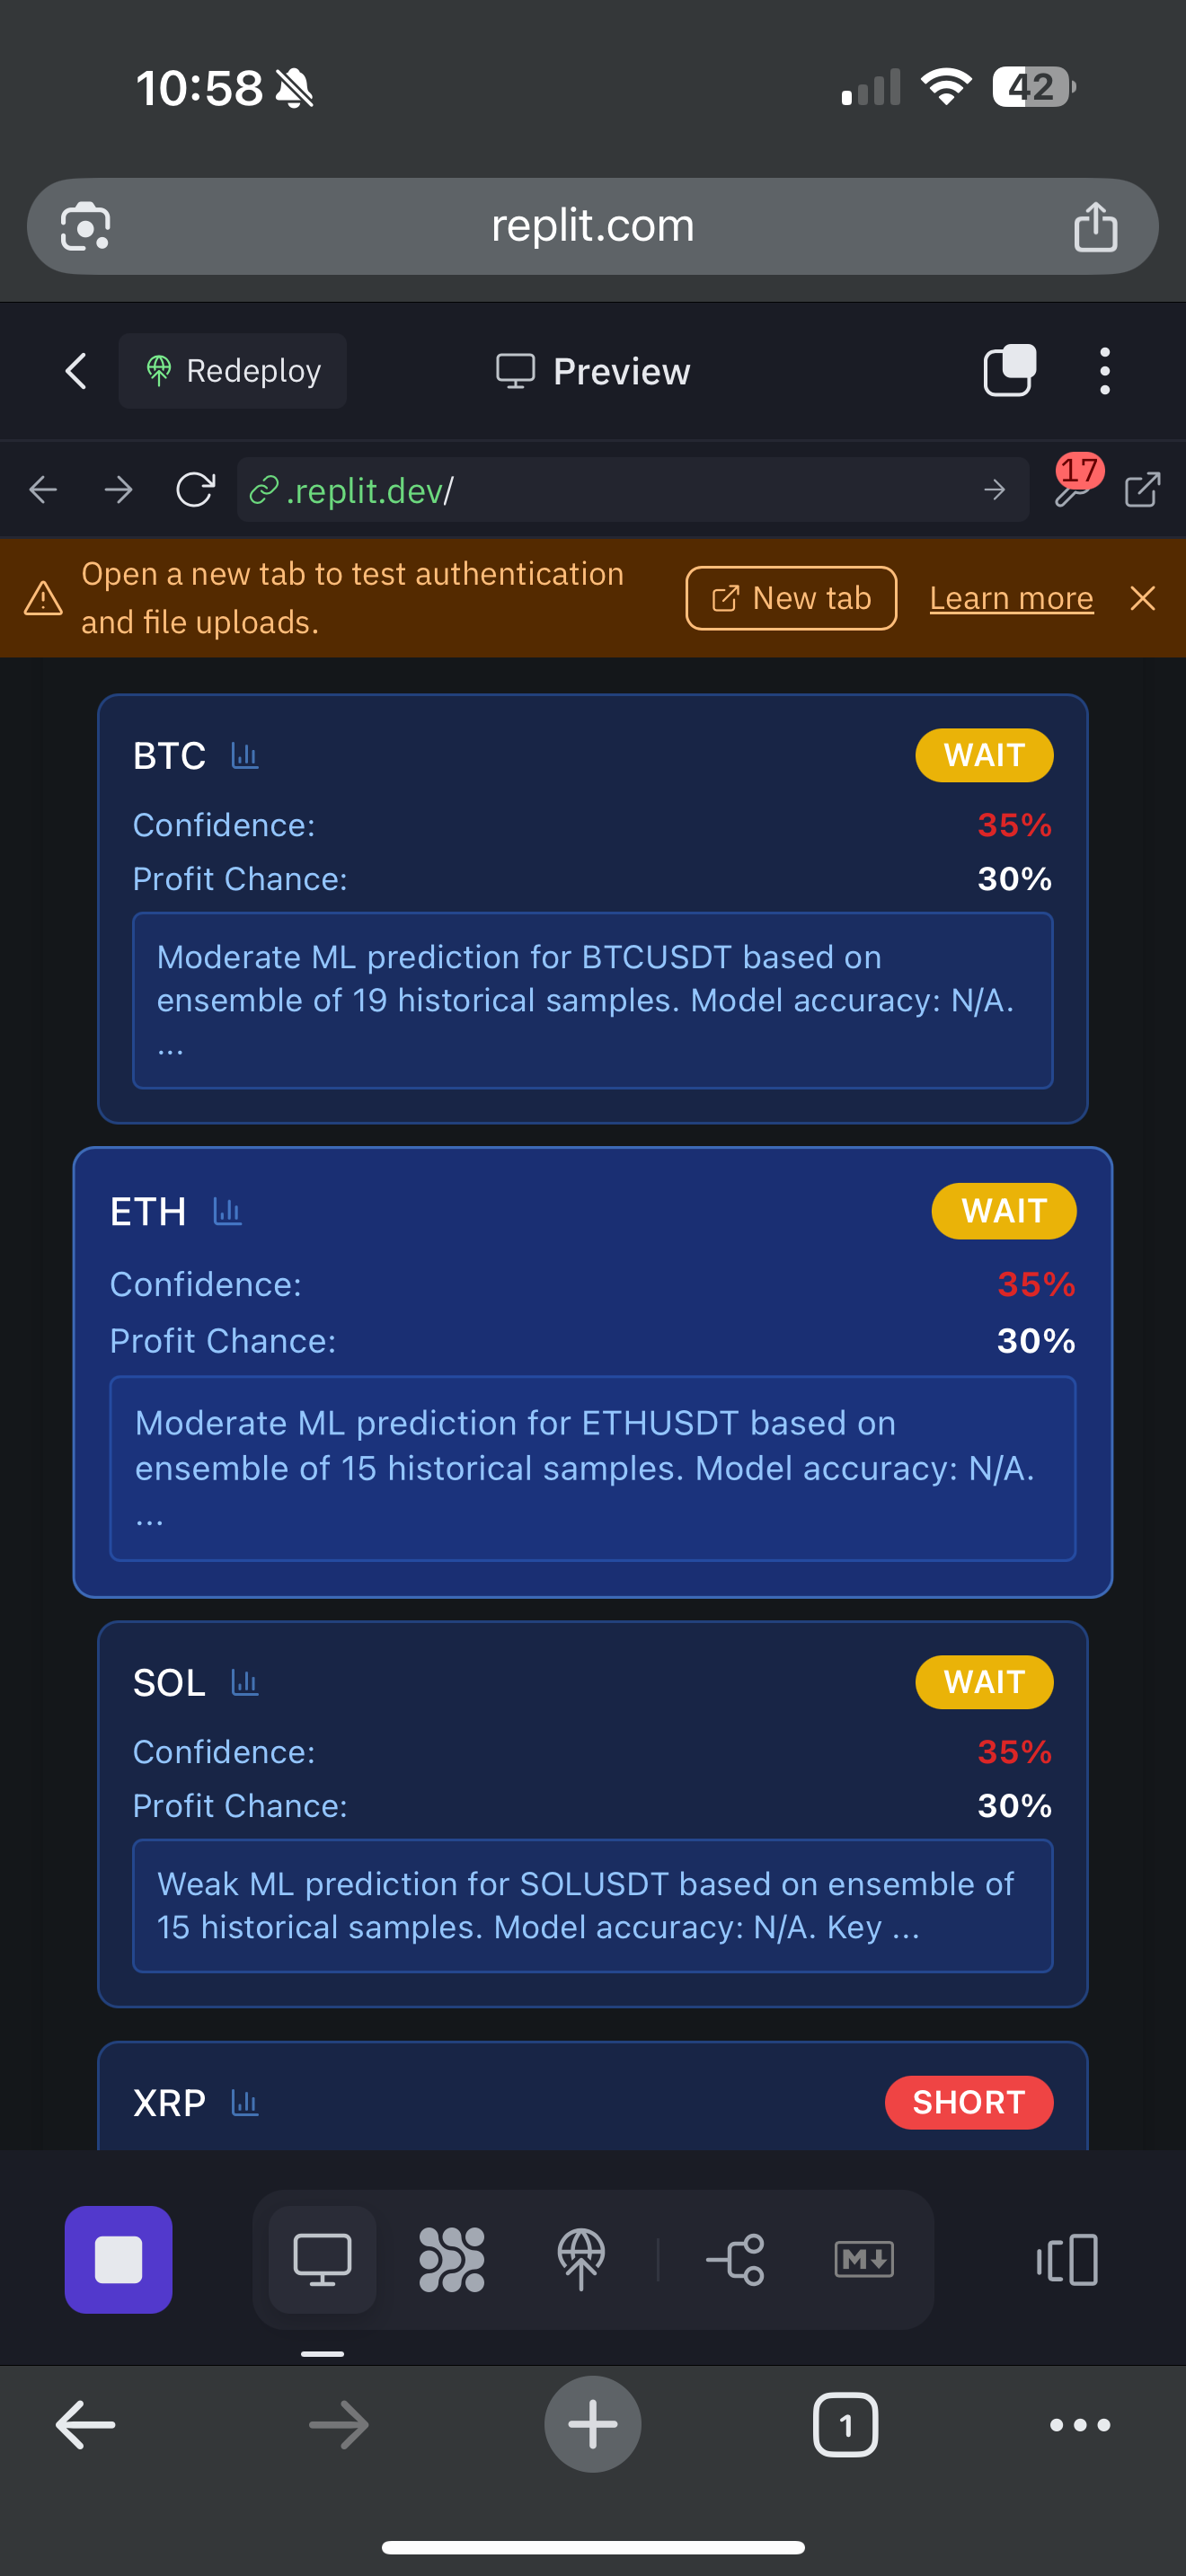 10:58
42
replit.com
Redeploy
Preview
.replit.dev/
17
Open a new tab to test authentication
and file uploads.
New tab
Learn more
BTC
WAIT
Confidence:
35%
Profit Chance:
30%
Moderate ML prediction for BTCUSDT based on
ensemble of 19 historical samples. Model accuracy: N/A.
...
ETH
WAIT
Confidence:
35%
Profit Chance:
30%
Moderate ML prediction for ETHUSDT based on
ensemble of 15 historical samples. Model accuracy: N/A.
...
SOL
WAIT
Confidence:
35%
Profit Chance:
30%
Weak ML prediction for SOLUSDT based on ensemble of
15 historical samples. Model accuracy: N/A. Key ...
XRP
SHORT
M
1